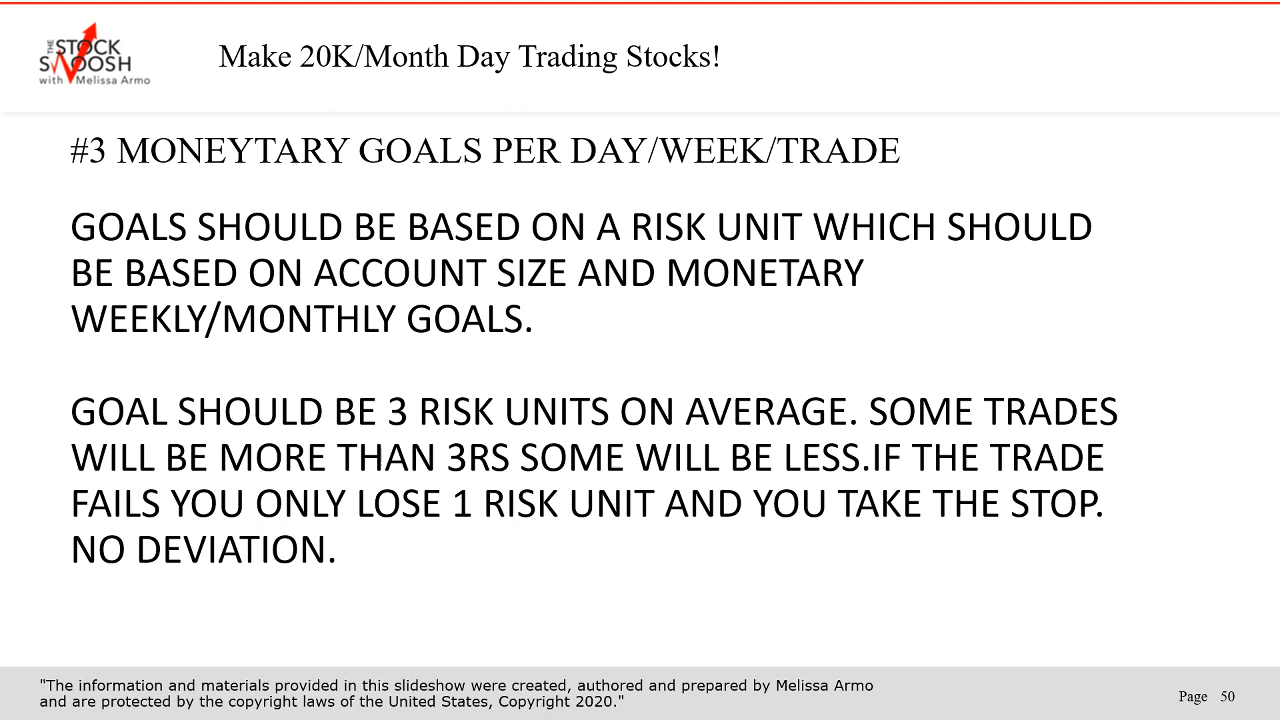 THE
STOCK
SWOOSH
with Melissa Armo
Make 20K/Month Day Trading Stocks!
#3 MONEYTARY GOALS PER DAY/WEEK/TRADE
GOALS SHOULD BE BASED ON A RISK UNIT WHICH SHOULD
BE BASED ON ACCOUNT SIZE AND MONETARY
WEEKLY/MONTHLY GOALS.
GOAL SHOULD BE 3 RISK UNITS ON AVERAGE. SOME TRADES
WILL BE MORE THAN 3RS SOME WILL BE LESS.IF THE TRADE
FAILS YOU ONLY LOSE 1 RISK UNIT AND YOU TAKE THE STOP.
NO DEVIATION.
"The information and materials provided in this slideshow were created, authored and prepared by Melissa Armo
and are protected by the copyright laws of the United States, Copyright 2020."
Page 50